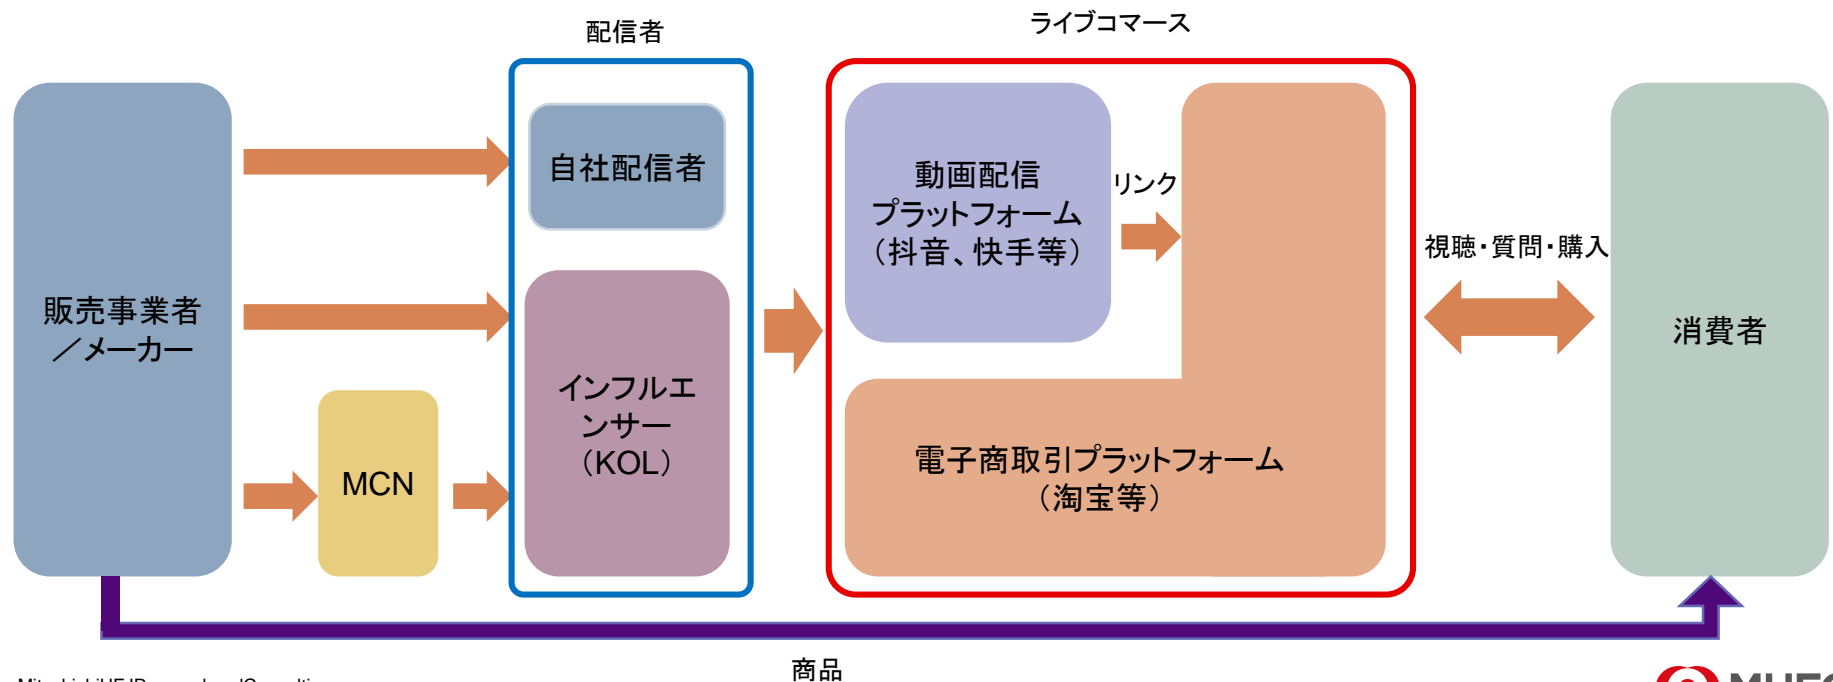 配信者
ライブコマース
販売事業者
／メーカー
自社配信者
インフルエ
ンサー
（KOL）
MCN
動画配信
プラットフォーム
（抖音、快手等）
リンク
電子商取引プラットフォーム
（淘宝等）
視聴・質問・購入
消費者
商品